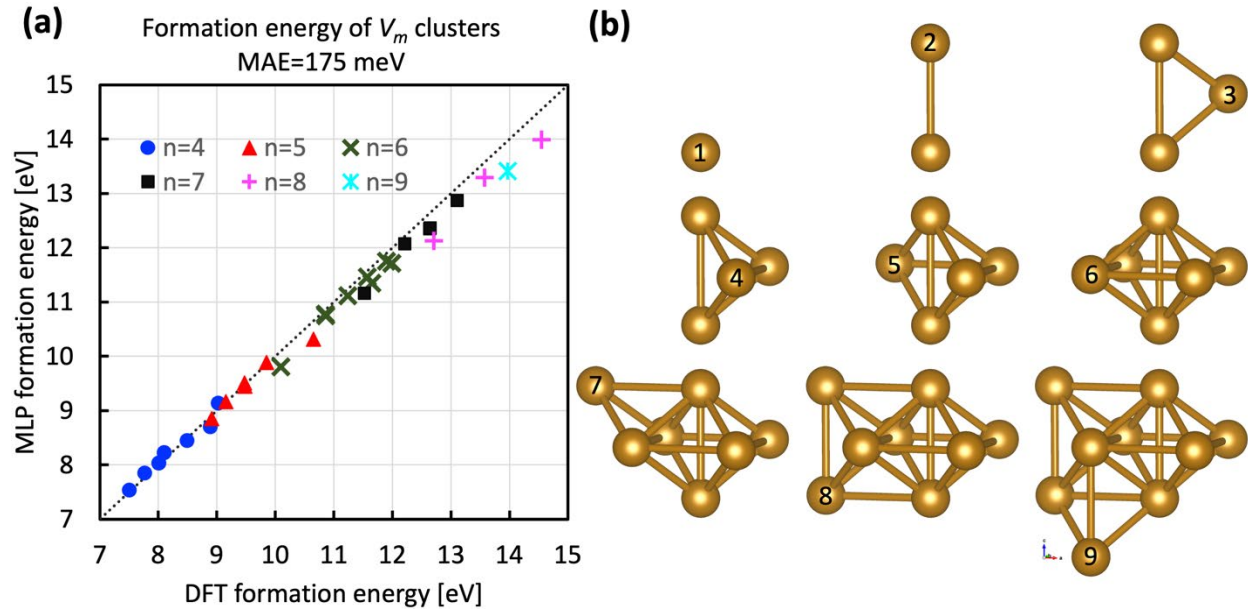 (a)
Formation energy of V_m clusters
MAE=175 meV
MLP formation energy [eV]
15
14
13
12
11
10
9
8
7
n=4 n=5 n=6
n=7 n=8 n=9
7 8 9 10 11 12 13 14 15
DFT formation energy [eV]
(b)
1
2
3
4
5
6
7
8
9